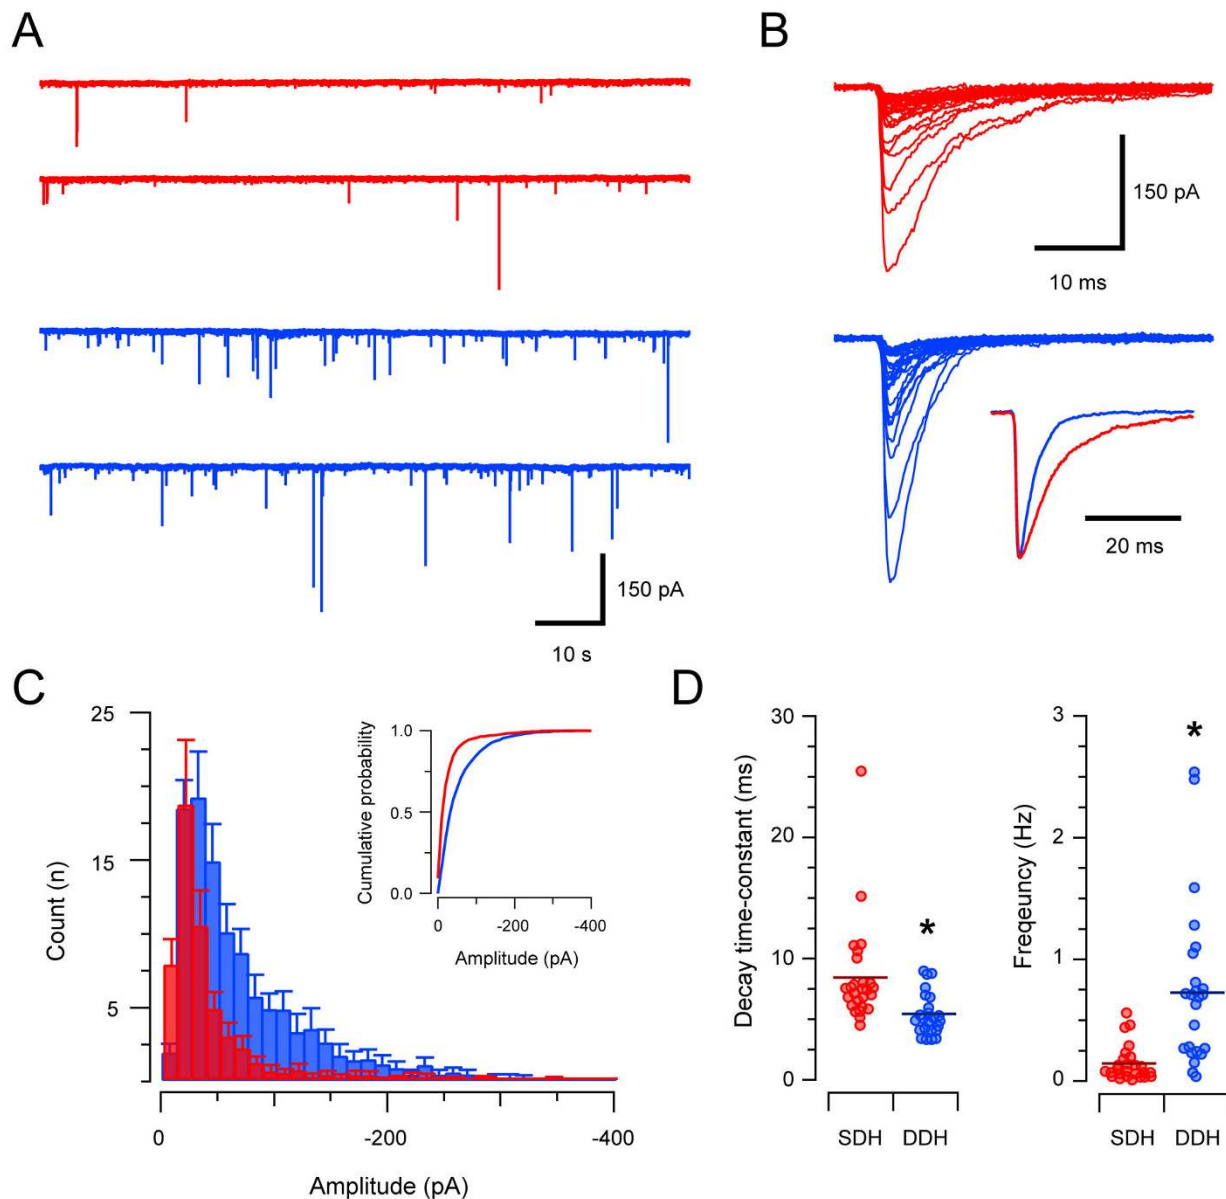 A
B
150 pA
10 ms
20 ms
150 pA
10 s
C
D
25
15
5
Count (n)
0
-200
-400
Amplitude (pA)
Cumulative probability
1.0
0.5
0.0
0
-200
-400
Amplitude (pA)
Decay time-constant (ms)
30
20
10
0
*
SDH
DDH
Freqeuncy (Hz)
3
2
1
0
*
SDH
DDH